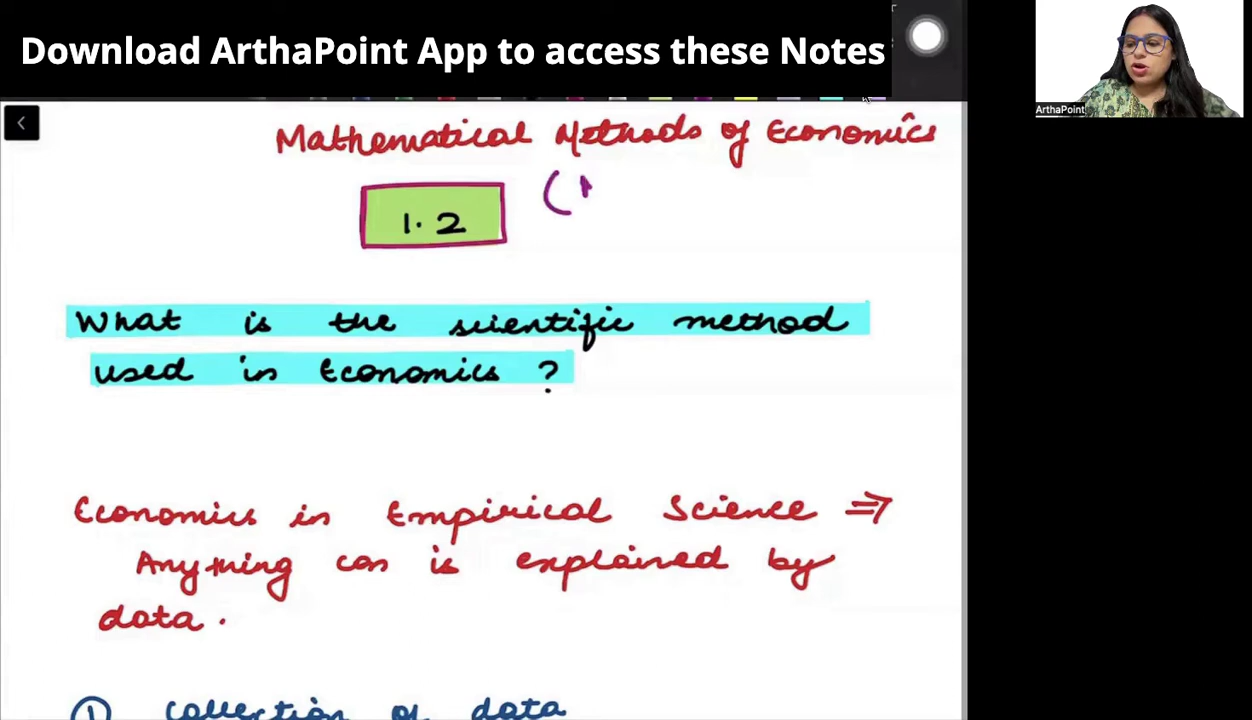 Download ArthaPoint App to access these Notes
ArthaPoint
Mathematical Methods of Economics
1.2
What is the scientific method
used in Economics ?
Economics in Empirical Science ⇒
Anything can is explained by
data.
① collection of data